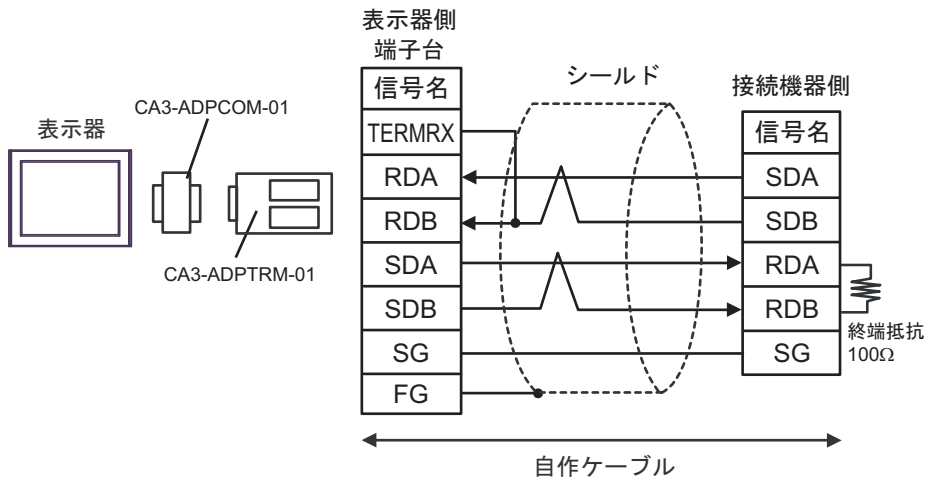 表示器側
端子台
信号名
TERMRX
RDA
RDB
SDA
SDB
SG
FG
シールド
接続機器側
信号名
SDA
SDB
RDA
RDB
SG
終端抵抗
100Ω
表示器
CA3-ADPCOM-01
CA3-ADPTRM-01
自作ケーブル